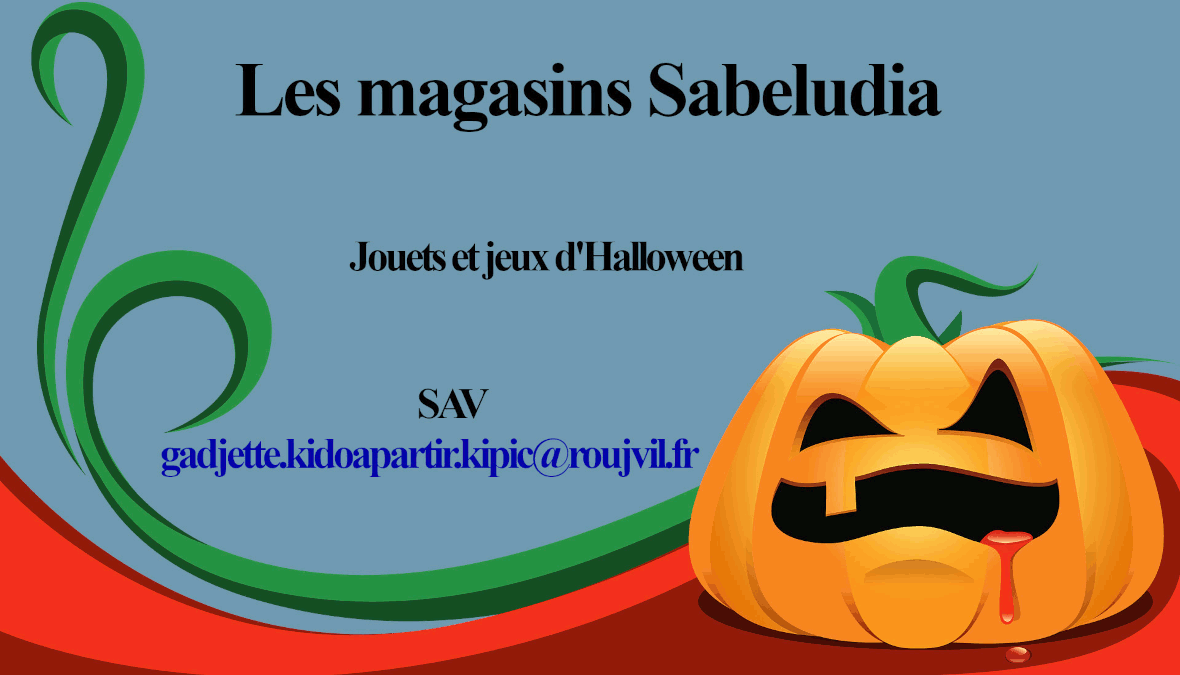 Les magasins Sabeludia
Jouets et jeux d'Halloween
SAV
gadjette.kidoapartir.kipic@roujvil.fr